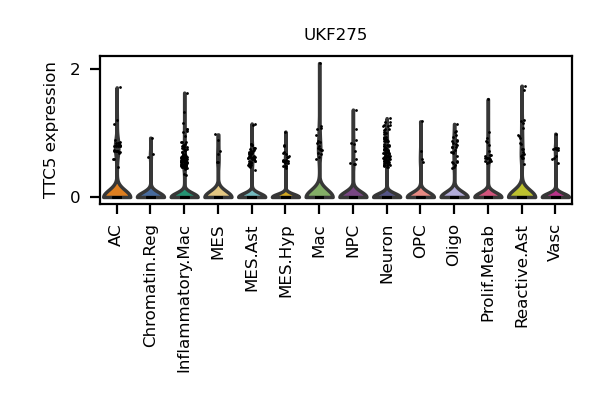 UKF275
TTC5 expression
2
0
AC
Chromatin.Reg
Inflammatory.Mac
MES
MES.Ast
MES.Hyp
Mac
NPC
Neuron
OPC
Oligo
Prolif.Metab
Reactive.Ast
Vasc